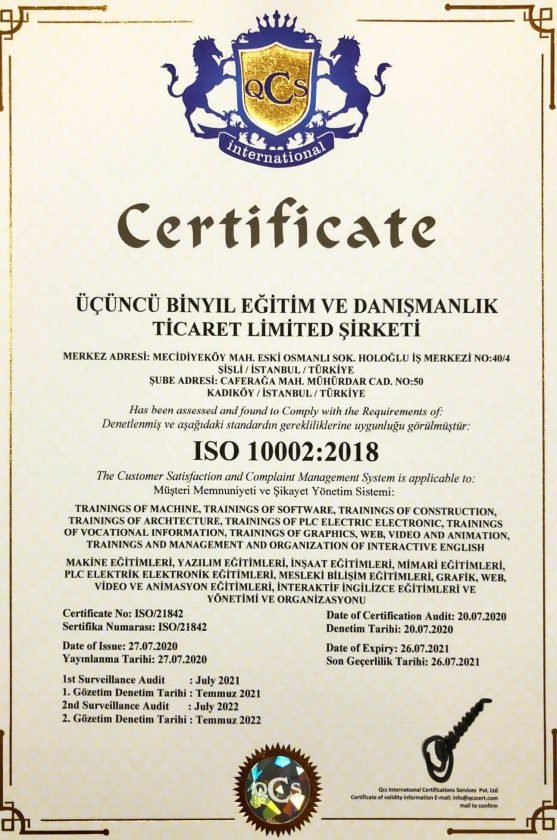 QCS
international
Certificate
ÜÇÜNCÜ BİNYIL EĞİTİM VE DANIŞMANLIK
TİCARET LİMİTED ŞİRKETİ
MERKEZ ADRESİ: MECİDİYEKÖY MAH. ESKİ OSMANLI SOK. HOLOĞLU İŞ MERKEZİ NO:40/4
ŞİŞLİ / İSTANBUL / TÜRKİYE
ŞUBE ADRESİ: CAFERAĞA MAH. MÜHÜRDAR CAD. NO:50
KADIKÖY / İSTANBUL / TÜRKİYE
Has been assessed and found to Comply with the Requirements of:
Denetlenmiş ve aşağıdaki standardın gerekliliklerine uygunluğu görülmüştür:
ISO 10002:2018
The Customer Satisfaction and Complaint Management System is applicable to:
Müşteri Memnuniyeti ve Şikayet Yönetim Sistemi:
TRAININGS OF MACHINE, TRAININGS OF SOFTWARE, TRAININGS OF CONSTRUCTION,
TRAININGS OF ARCHTECTURE, TRAININGS OF PLC ELECTRIC ELECTRONIC, TRAININGS
OF VOCATIONAL INFORMATION, TRAININGS OF GRAPHICS, WEB, VIDEO AND ANIMATION,
TRAININGS AND MANAGEMENT AND ORGANIZATION OF INTERACTIVE ENGLISH
MAKİNE EĞİTİMLERİ, YAZILIM EĞİTİMLERİ, İNŞAAT EĞİTİMLERİ, MİMARİ EĞİTİMLERİ,
PLC ELEKTRİK ELEKTRONİK EĞİTİMLERİ, MESLEKİ BİLİŞİM EĞİTİMLERİ, GRAFİK, WEB,
VİDEO VE ANİMASYON EĞİTİMLERİ, İNTERAKTİF İNGİLİZCE EĞİTİMLERİ VE
YÖNETİMİ VE ORGANİZASYONU
Certificate No: ISO/21842
Sertifika Numarası: ISO/21842
Date of Certification Audit: 20.07.2020
Denetim Tarihi: 20.07.2020
Date of Issue: 27.07.2020
Yayınlanma Tarihi: 27.07.2020
Date of Expiry: 26.07.2021
Son Geçerlilik Tarihi: 26.07.2021
1st Surveillance Audit : July 2021
1. Gözetim Denetim Tarihi : Temmuz 2021
2nd Surveillance Audit : July 2022
2. Gözetim Denetim Tarihi : Temmuz 2022
QCS
Qcs International Certifications Services Pvt. Ltd
Certificate of validity information E-mail: info@qcscert.com
mail to confirm